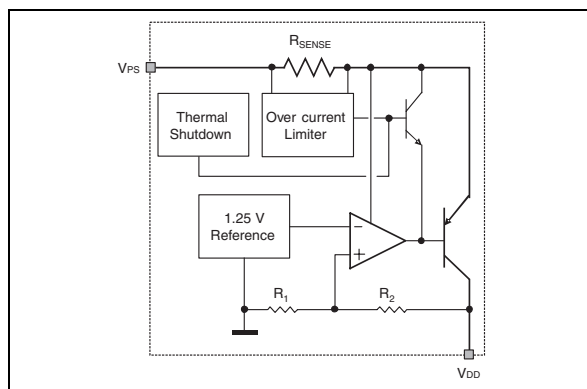 RSENSE
VPS
Thermal
Shutdown
Over current
Limiter
1.25 V
Reference
−
+
R1
R2
VDD